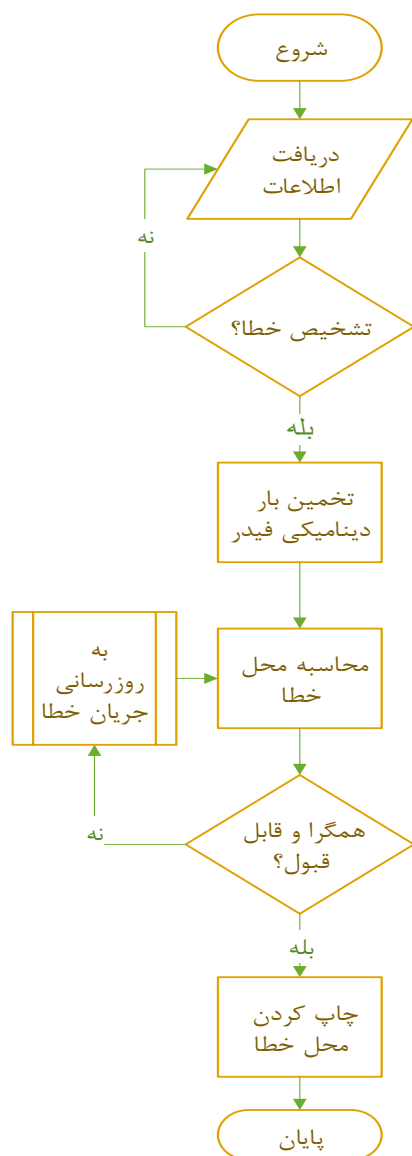 شروع
دریافت
اطلاعات
نه
تشخیص خطا؟
بله
تخمین بار
دینامیکی فیدر
محاسبه محل
خطا
به
روزرسانی
جریان خطا
همگرا و قابل
قبول؟
نه
بله
چاپ کردن
محل خطا
پایان